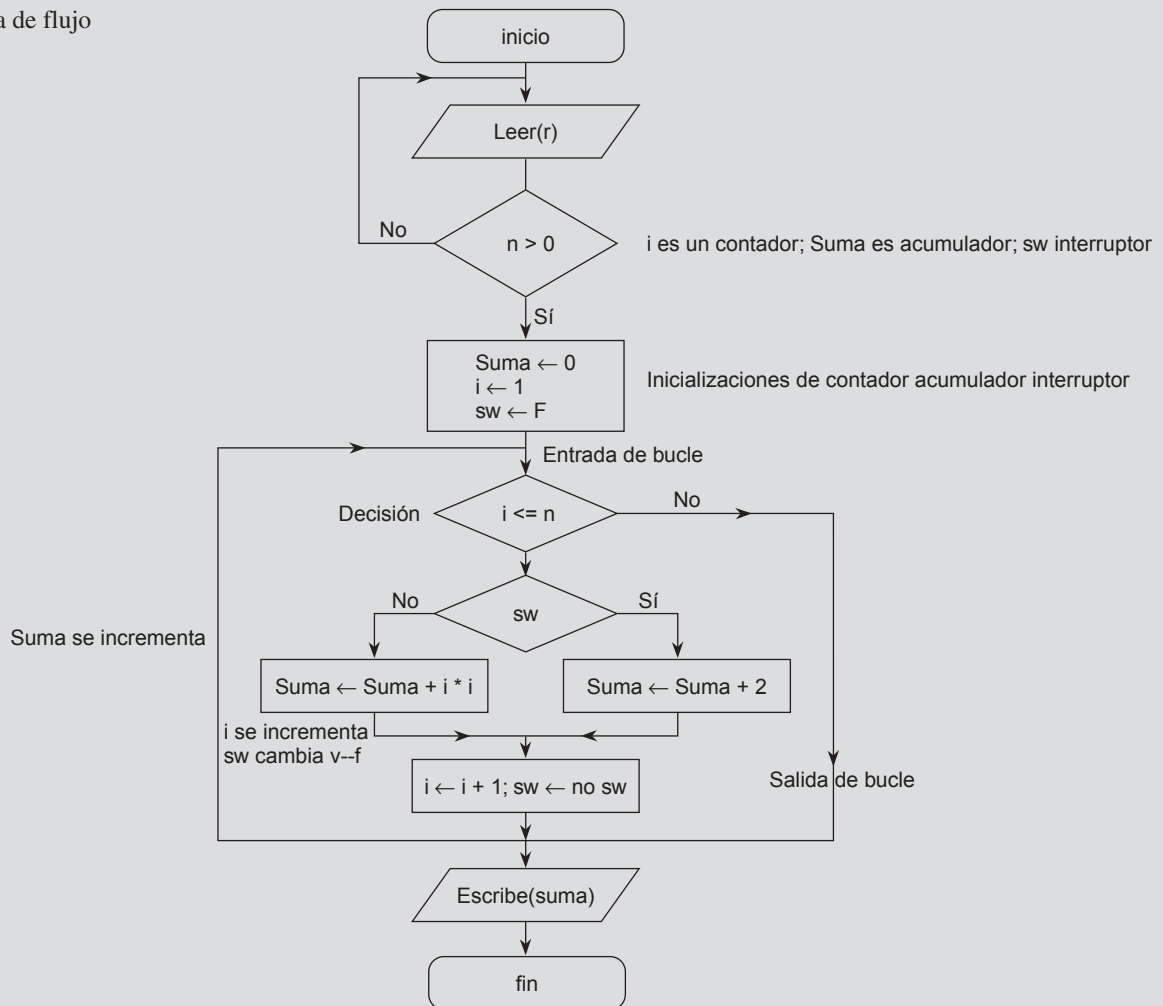 a de flujo
inicio
Leer(r)
No
n > 0
i es un contador; Suma es acumulador; sw interruptor
Sí
Suma ← 0
i ← 1
sw ← F
Inicializaciones de contador acumulador interruptor
Entrada de bucle
Decisión
i <= n
No
No
sw
Sí
Suma se incrementa
Suma ← Suma + i * i
Suma ← Suma + 2
i se incrementa
sw cambia v--f
i ← i + 1; sw ← no sw
Salida de bucle
Escribe(suma)
fin